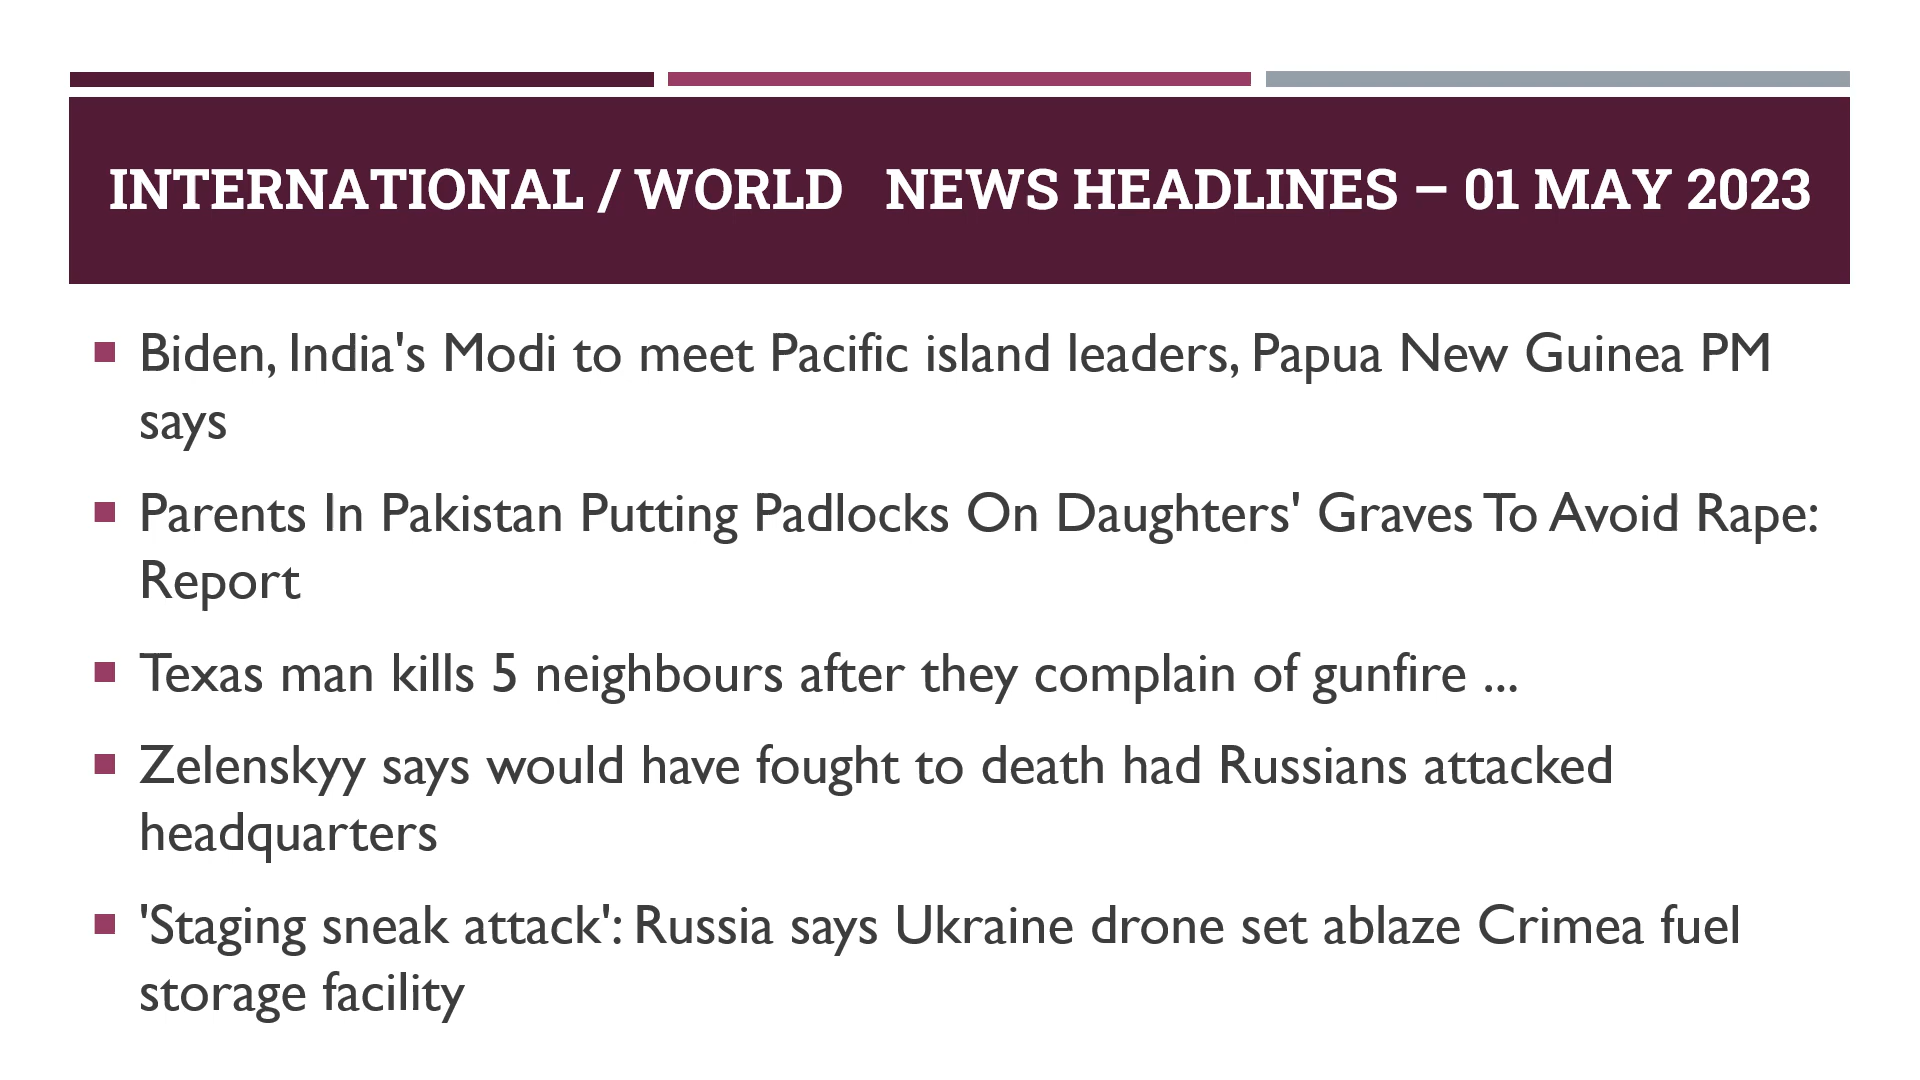 INTERNATIONAL / WORLD NEWS HEADLINES – 01 MAY 2023
Biden, India's Modi to meet Pacific island leaders, Papua New Guinea PM
says
Parents In Pakistan Putting Padlocks On Daughters' Graves To Avoid Rape:
Report
Texas man kills 5 neighbours after they complain of gunfire ...
Zelenskyy says would have fought to death had Russians attacked
headquarters
'Staging sneak attack': Russia says Ukraine drone set ablaze Crimea fuel
storage facility